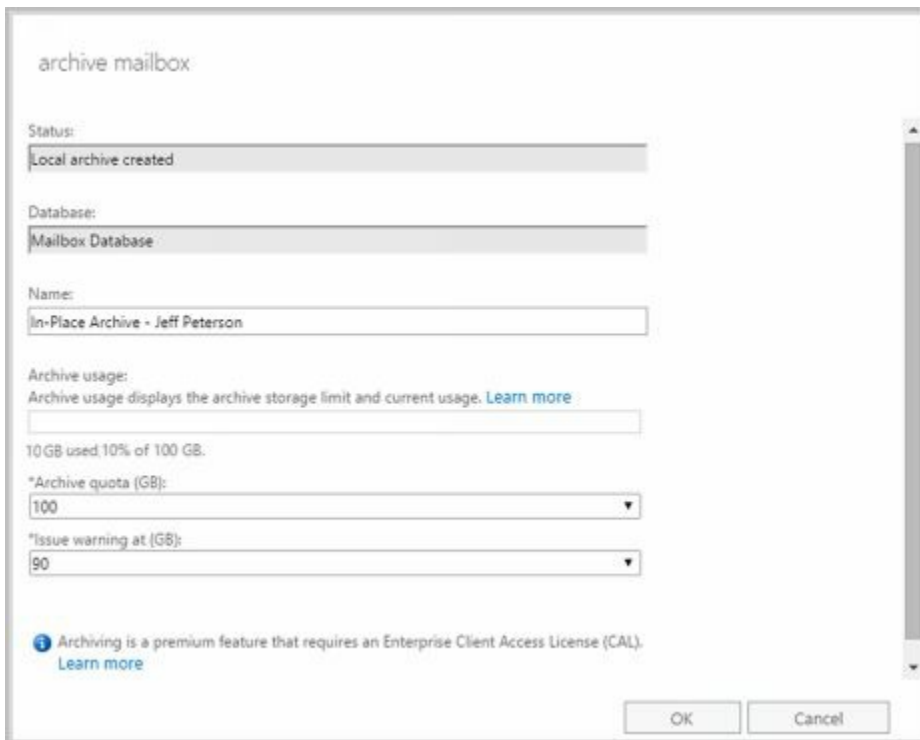 archive mailbox
Status:
Local archive created
Database:
Mailbox Database
Name:
In-Place Archive - Jeff Peterson
Archive usage:
Archive usage displays the archive storage limit and current usage. Learn more
10 GB used, 10% of 100 GB.
*Archive quota (GB):
100
*Issue warning at (GB):
90
Archiving is a premium feature that requires an Enterprise Client Access License (CAL).
Learn more
OK
Cancel